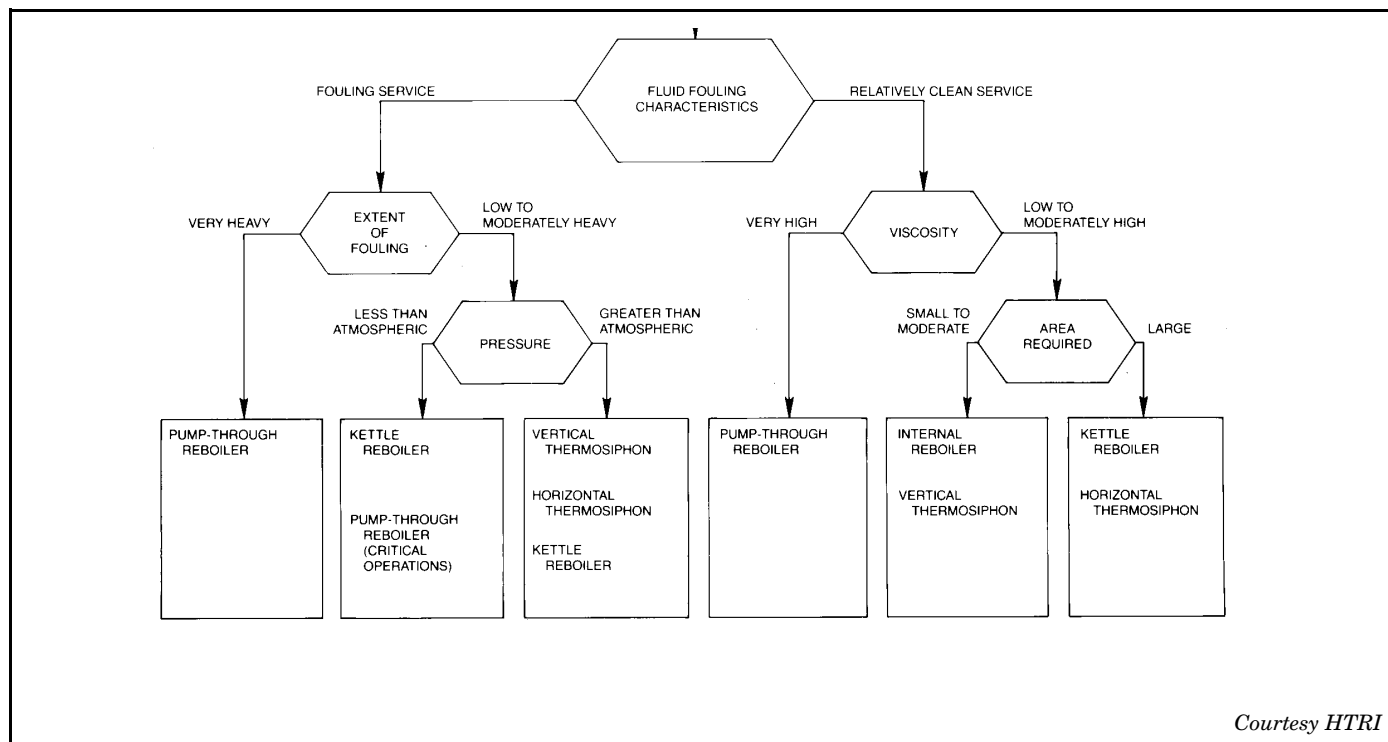 FOULING SERVICE
FLUID FOULING
CHARACTERISTICS
RELATIVELY CLEAN SERVICE
VERY HEAVY
EXTENT
OF
FOULING
LOW TO
MODERATELY HEAVY
VERY HIGH
VISCOSITY
LOW TO
MODERATELY HIGH
LESS THAN
ATMOSPHERIC
PRESSURE
GREATER THAN
ATMOSPHERIC
SMALL TO
MODERATE
AREA
REQUIRED
LARGE
PUMP-THROUGH
REBOILER
KETTLE
REBOILER
PUMP-THROUGH
REBOILER
(CRITICAL
OPERATIONS)
VERTICAL
THERMOSIPHON
HORIZONTAL
THERMOSIPHON
KETTLE
REBOILER
PUMP-THROUGH
REBOILER
INTERNAL
REBOILER
VERTICAL
THERMOSIPHON
KETTLE
REBOILER
HORIZONTAL
THERMOSIPHON
Courtesy HTRI